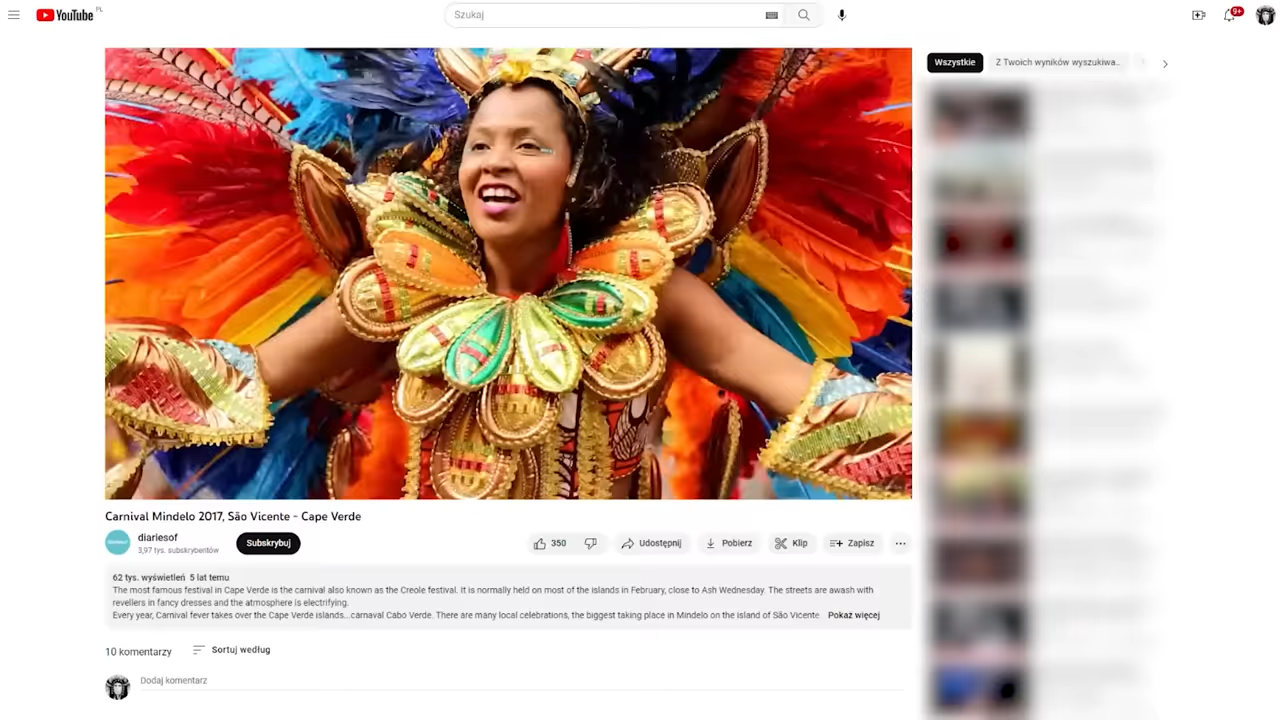 YouTube PL
Szukaj
9+
Wszystkie
Z Twoich wyników wyszukiwa...
Carnival Mindelo 2017, São Vicente - Cape Verde
diariesof
3,97 tys. subskrybentów
Subskrybuj
350
Udostępnij
Pobierz
Klip
Zapisz
62 tys. wyświetleń 5 lat temu
The most famous festival in Cape Verde is the carnival also known as the Creole festival. It is normally held on most of the islands in February, close to Ash Wednesday. The streets are awash with
revellers in fancy dresses and the atmosphere is electrifying.
Every year, Carnival fever takes over the Cape Verde islands...carnaval Cabo Verde. There are many local celebrations, the biggest taking place in Mindelo on the island of São Vicente Pokaż więcej
10 komentarzy
Sortuj według
Dodaj komentarz